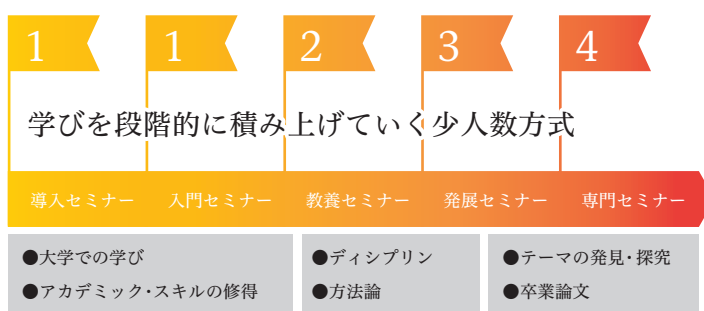 1 1 2 3 4
学びを段階的に積み上げていく少人数方式
導入セミナー 入門セミナー 教養セミナー 発展セミナー 専門セミナー
●大学での学び
●アカデミック・スキルの修得
●ディシプリン
●方法論
●テーマの発見・探究
●卒業論文